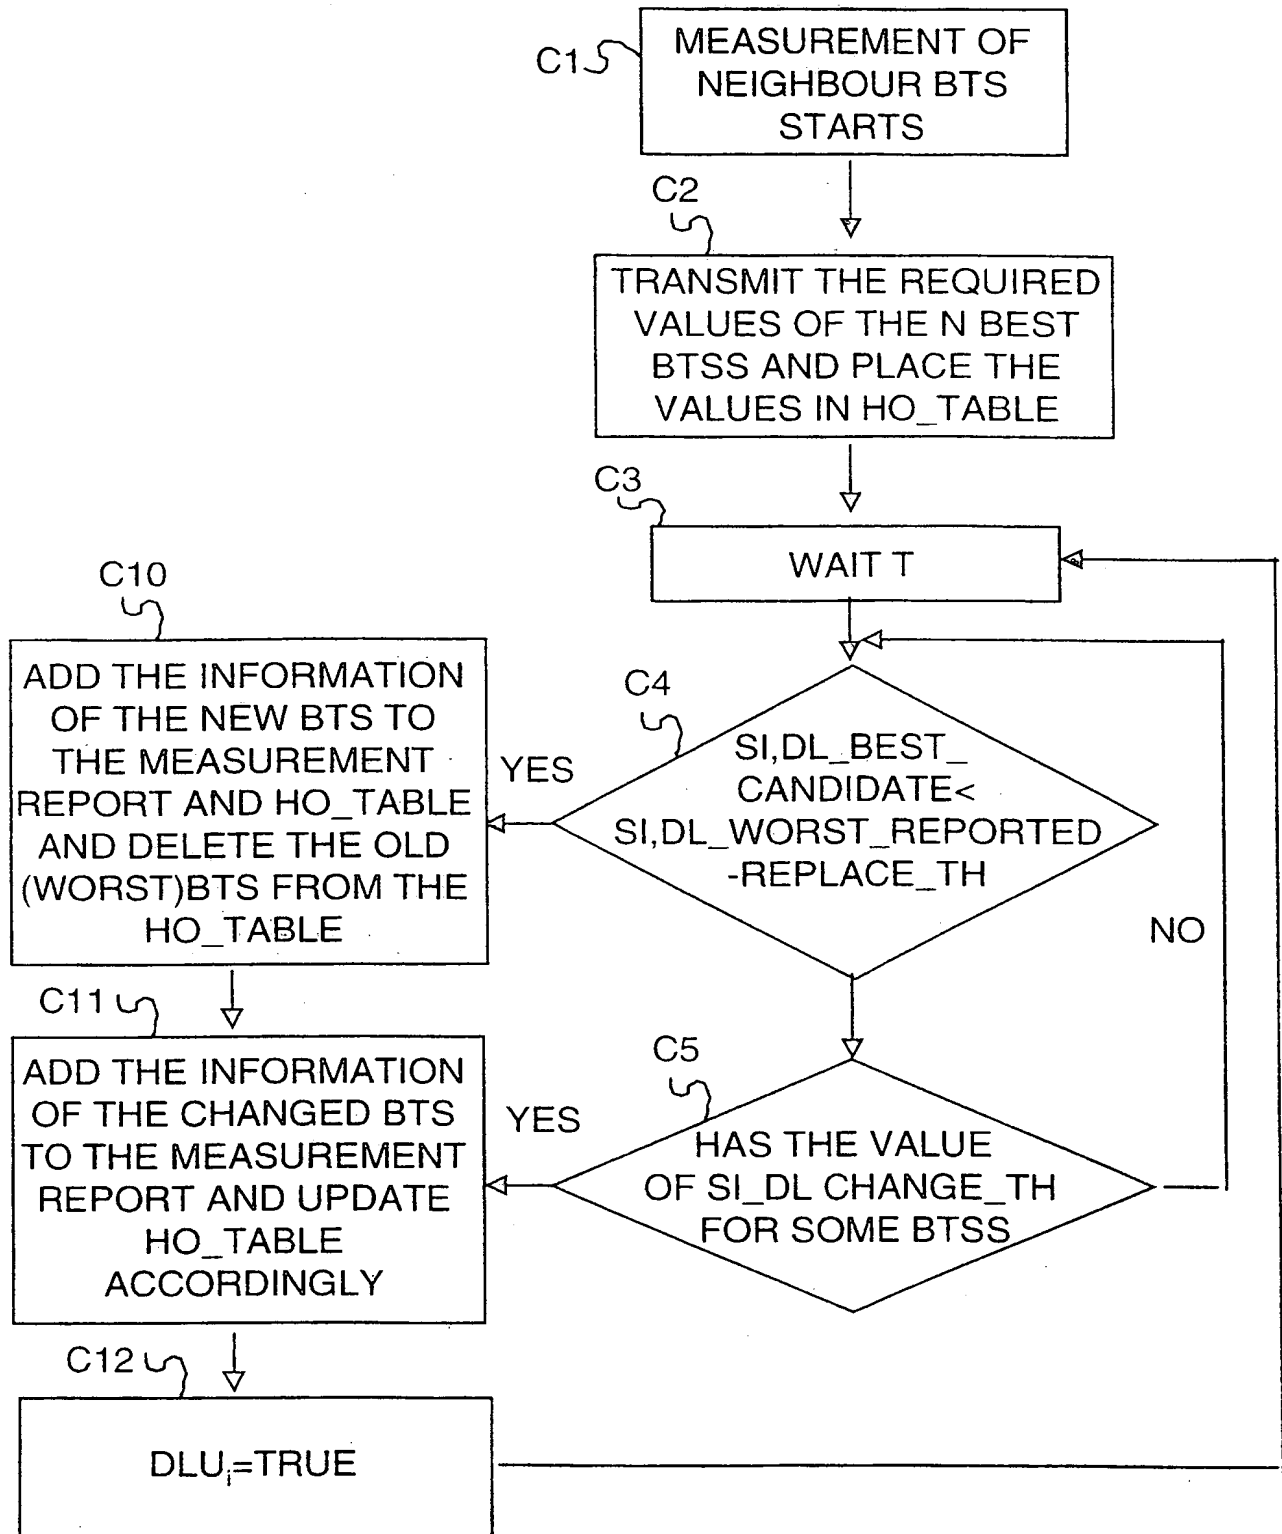 C1
MEASUREMENT OF
NEIGHBOUR BTS
STARTS
C2
TRANSMIT THE REQUIRED
VALUES OF THE N BEST
BTSS AND PLACE THE
VALUES IN HO_TABLE
C3
WAIT T
C10
ADD THE INFORMATION
OF THE NEW BTS TO
THE MEASUREMENT
REPORT AND HO_TABLE
AND DELETE THE OLD
(WORST)BTS FROM THE
HO_TABLE
YES
C4
SI,DL_BEST_
CANDIDATE<
SI,DL_WORST_REPORTED
-REPLACE_TH
NO
C11
ADD THE INFORMATION
OF THE CHANGED BTS
TO THE MEASUREMENT
REPORT AND UPDATE
HO_TABLE
ACCORDINGLY
YES
C5
HAS THE VALUE
OF SI_DL CHANGE_TH
FOR SOME BTSS
C12
DLUi=TRUE